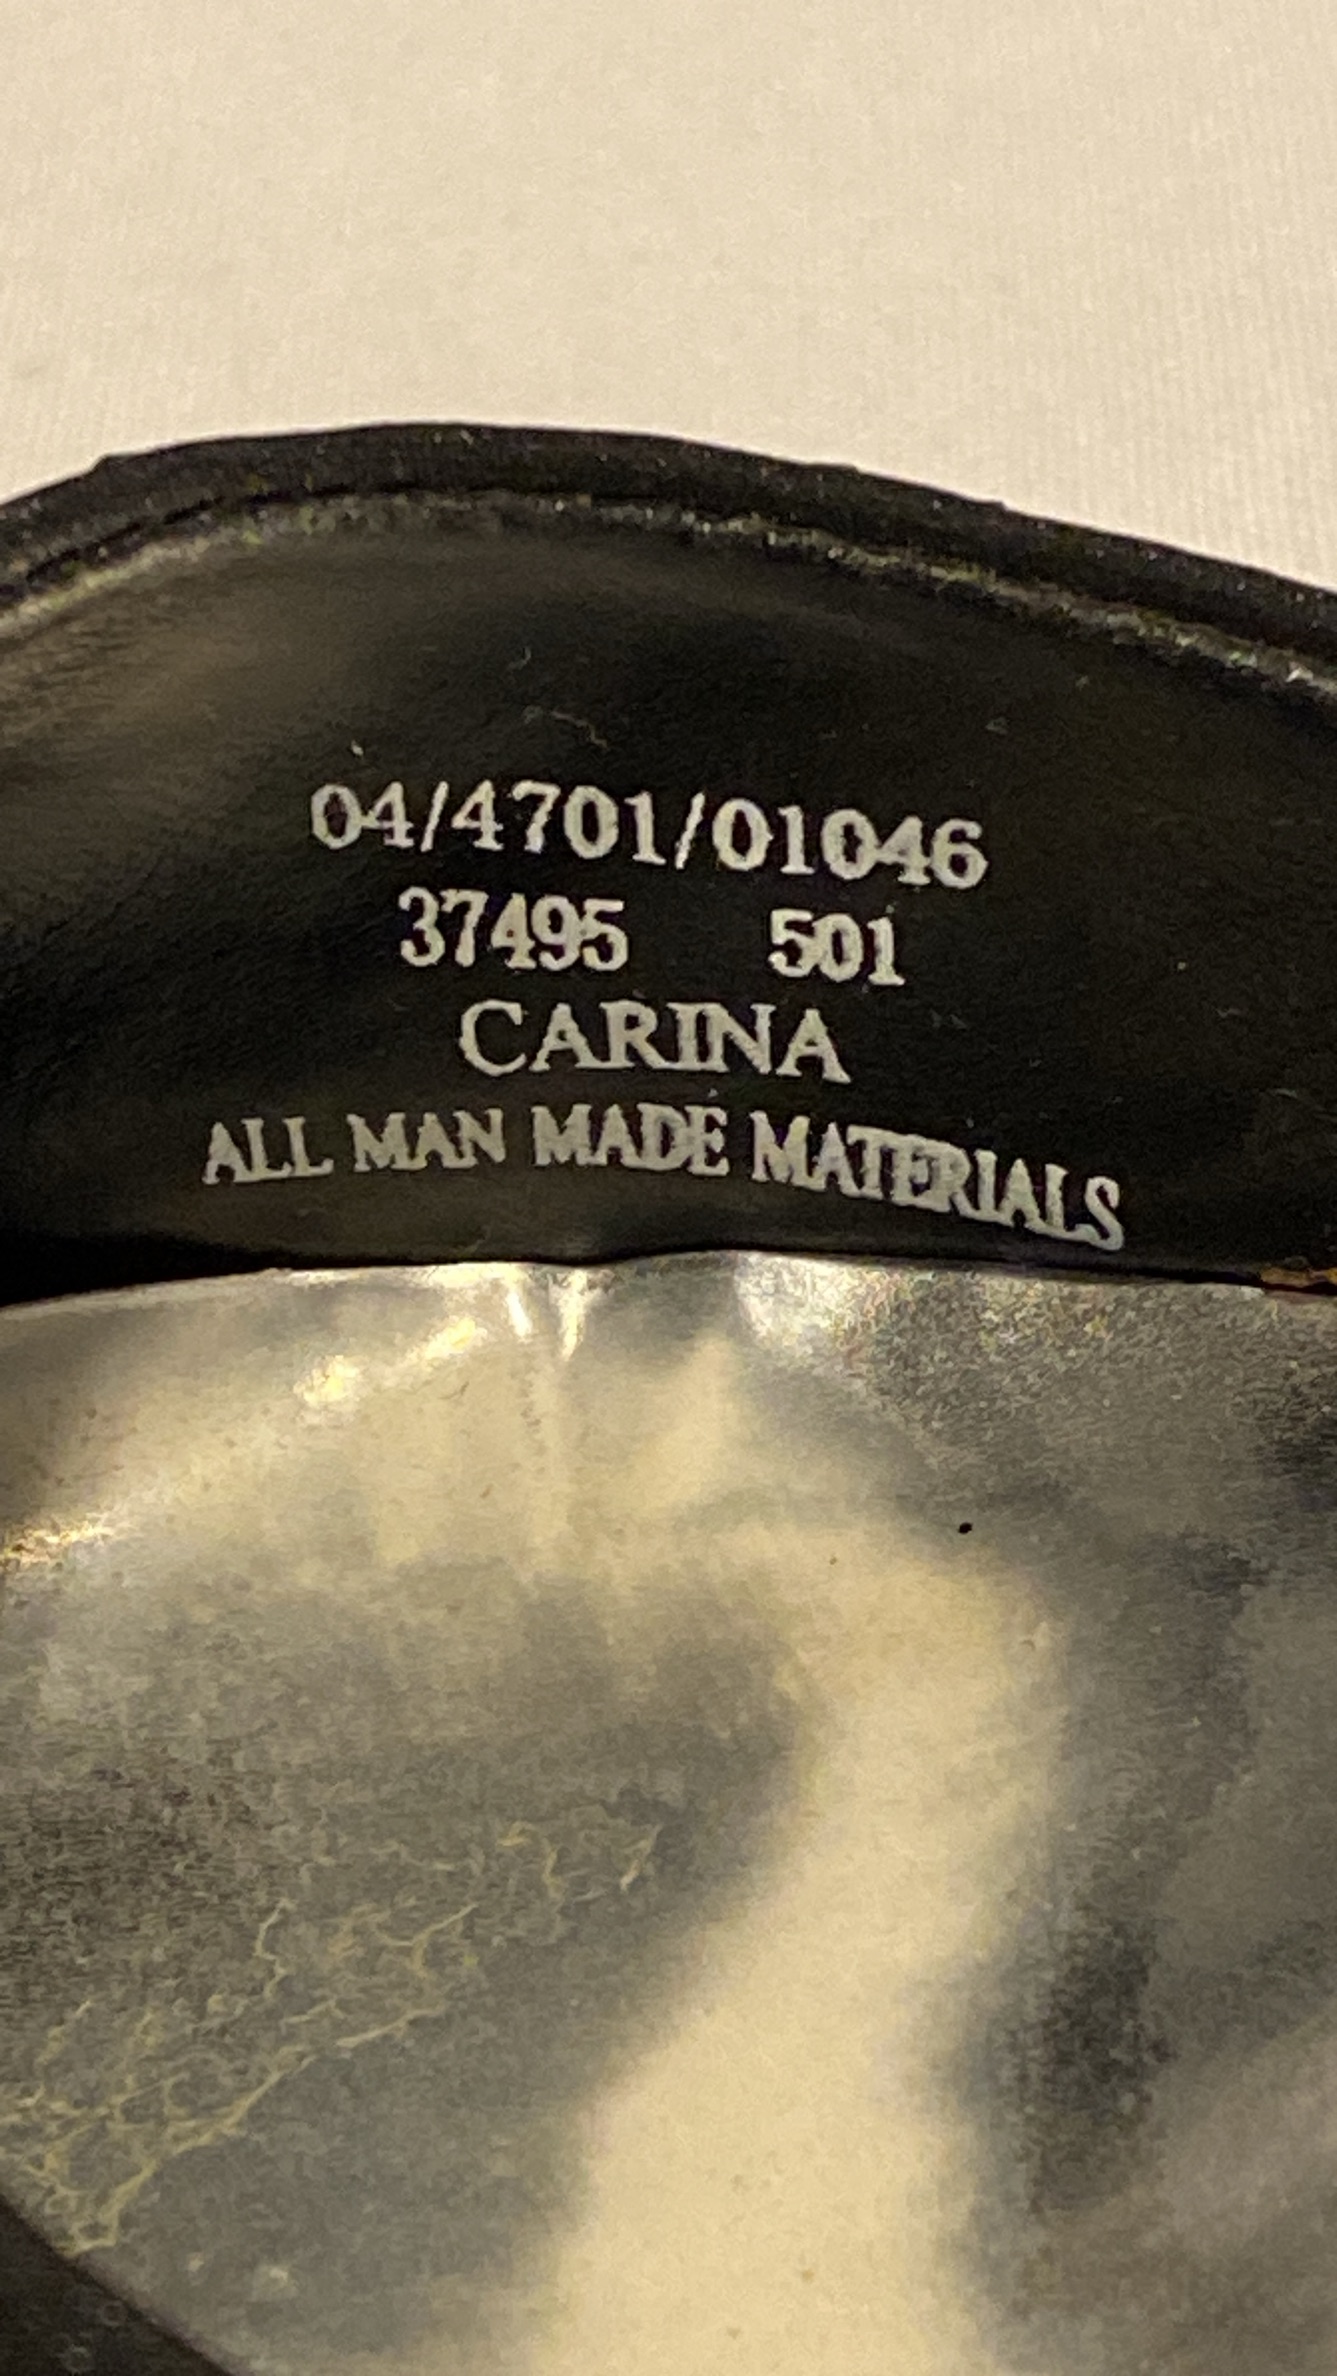 04/4701/01046
37495 501
CARINA
ALL MAN MADE MATERIALS